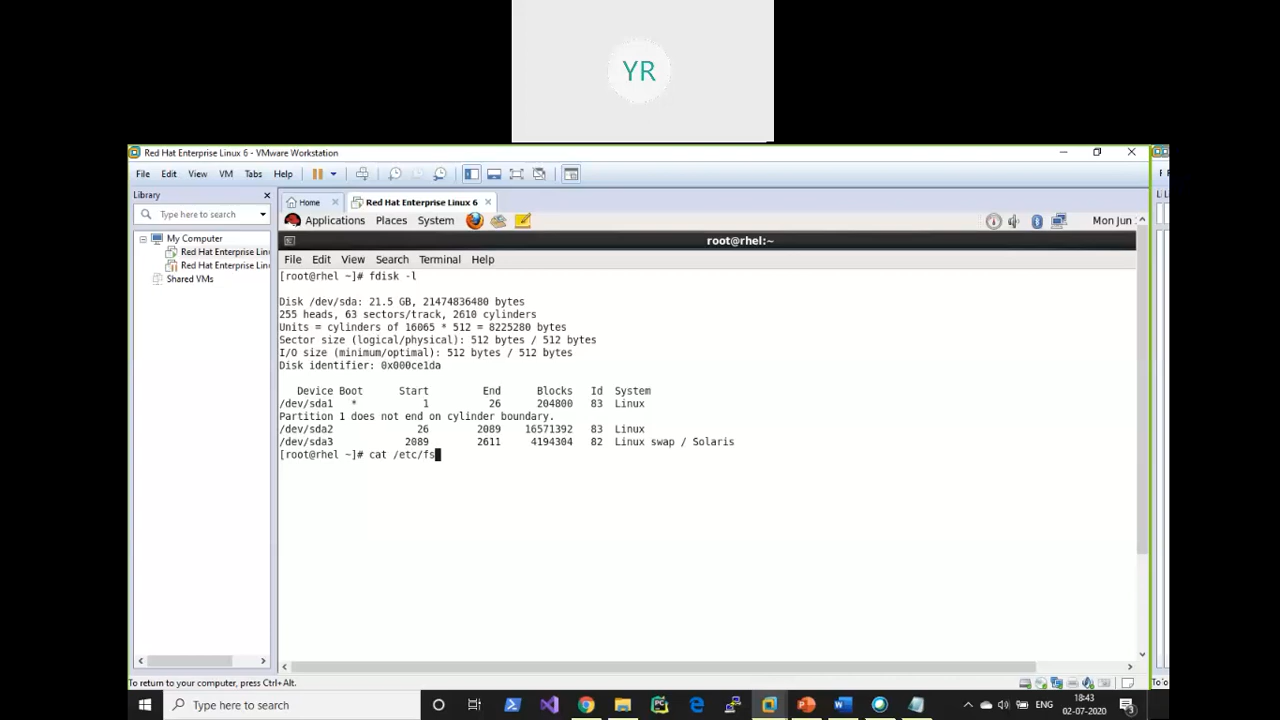 YR
Red Hat Enterprise Linux 6 - VMware Workstation
File Edit View VM Tabs Help
Library
Type here to search
My Computer
Red Hat Enterprise Lin
Red Hat Enterprise Lin
Shared VMs
Home
Red Hat Enterprise Linux 6
Applications Places System
Mon Jun
root@rhel:~
File Edit View Search Terminal Help
[root@rhel ~]# fdisk -l
Disk /dev/sda: 21.5 GB, 21474836480 bytes
255 heads, 63 sectors/track, 2610 cylinders
Units = cylinders of 16065 * 512 = 8225280 bytes
Sector size (logical/physical): 512 bytes / 512 bytes
I/O size (minimum/optimal): 512 bytes / 512 bytes
Disk identifier: 0x000ce1da
Device Boot Start End Blocks Id System
/dev/sda1 * 1 26 204800 83 Linux
Partition 1 does not end on cylinder boundary.
/dev/sda2 26 2089 16571392 83 Linux
/dev/sda3 2089 2611 4194304 82 Linux swap / Solaris
[root@rhel ~]# cat /etc/fs
To return to your computer, press Ctrl+Alt.
Type here to search
ENG
18:43
02-07-2020